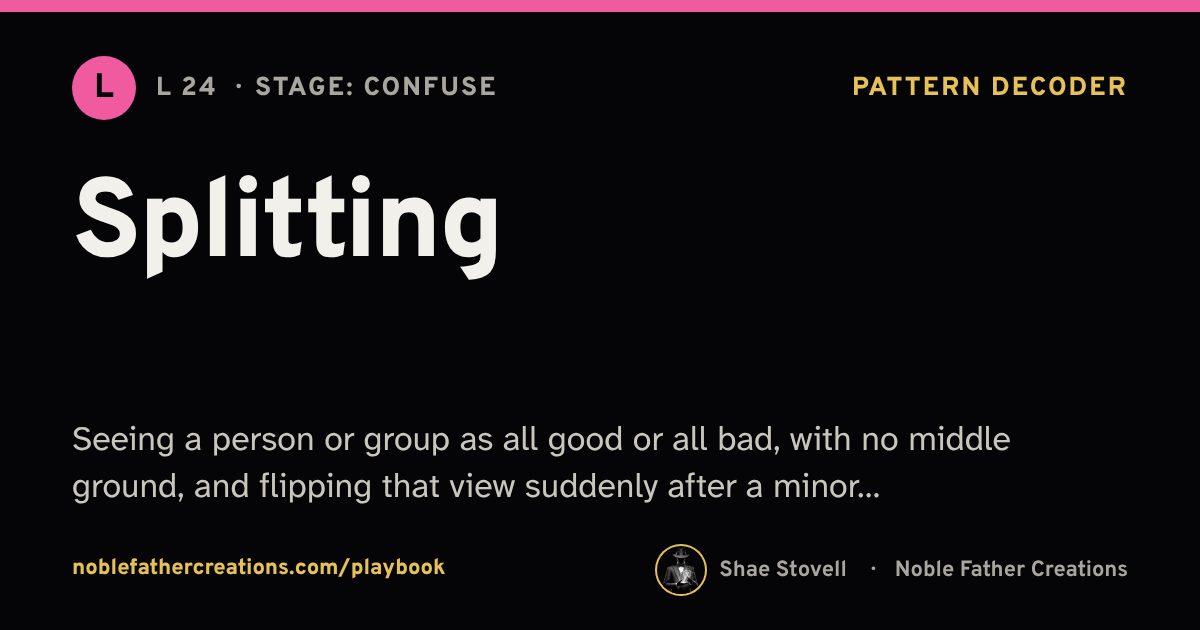 L
L 24 · STAGE: CONFUSE
PATTERN DECODER
Splitting
Seeing a person or group as all good or all bad, with no middle
ground, and flipping that view suddenly after a minor...
noblefathercreations.com/playbook
Shae Stovell · Noble Father Creations